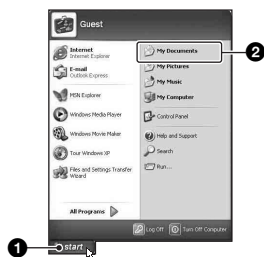 Guest
Internet
Internet Explorer
E-mail
Outlook Express
MSN Explorer
Windows Media Player
Windows Movie Maker
Tour Windows XP
Files and Settings Transfer
Wizard
All Programs
My Documents
My Pictures
My Music
My Computer
Control Panel
Help and Support
Search
Run...
Log Off
Turn Off Computer
start
1
2